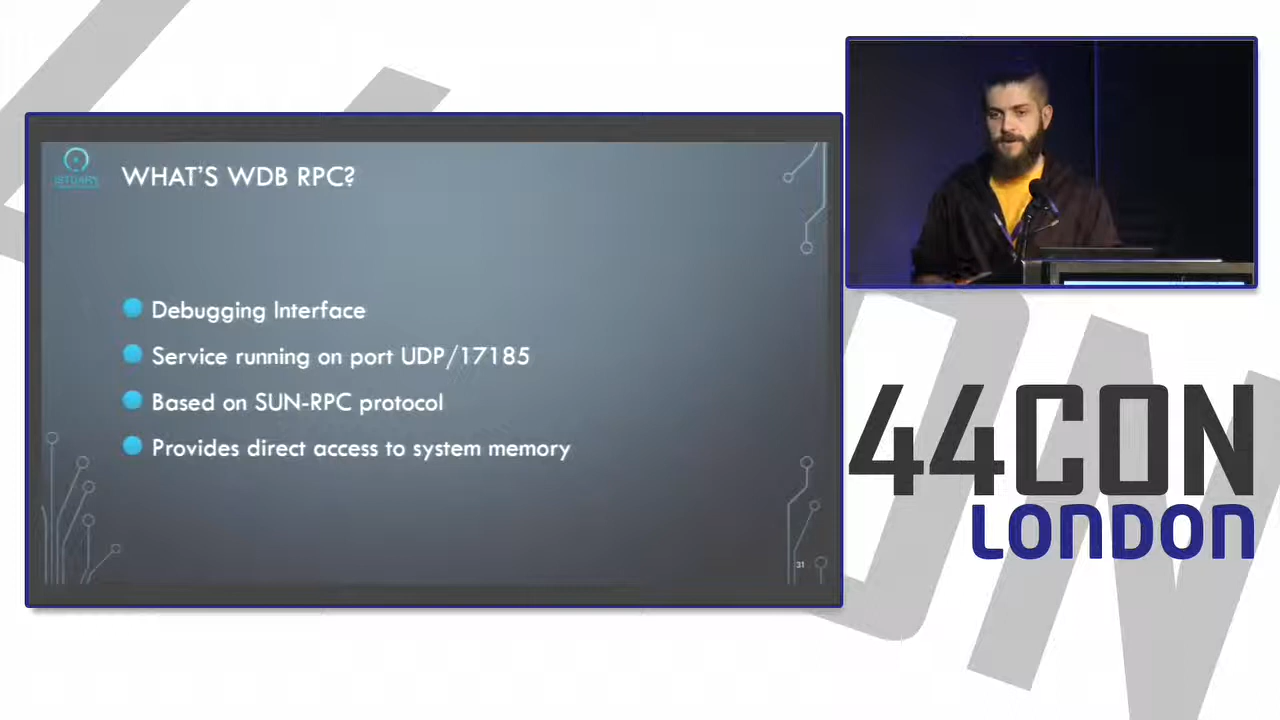 ISTUARY
WHAT'S WDB RPC?
Debugging Interface
Service running on port UDP/17185
Based on SUN-RPC protocol
Provides direct access to system memory
31
44CON
LONDON